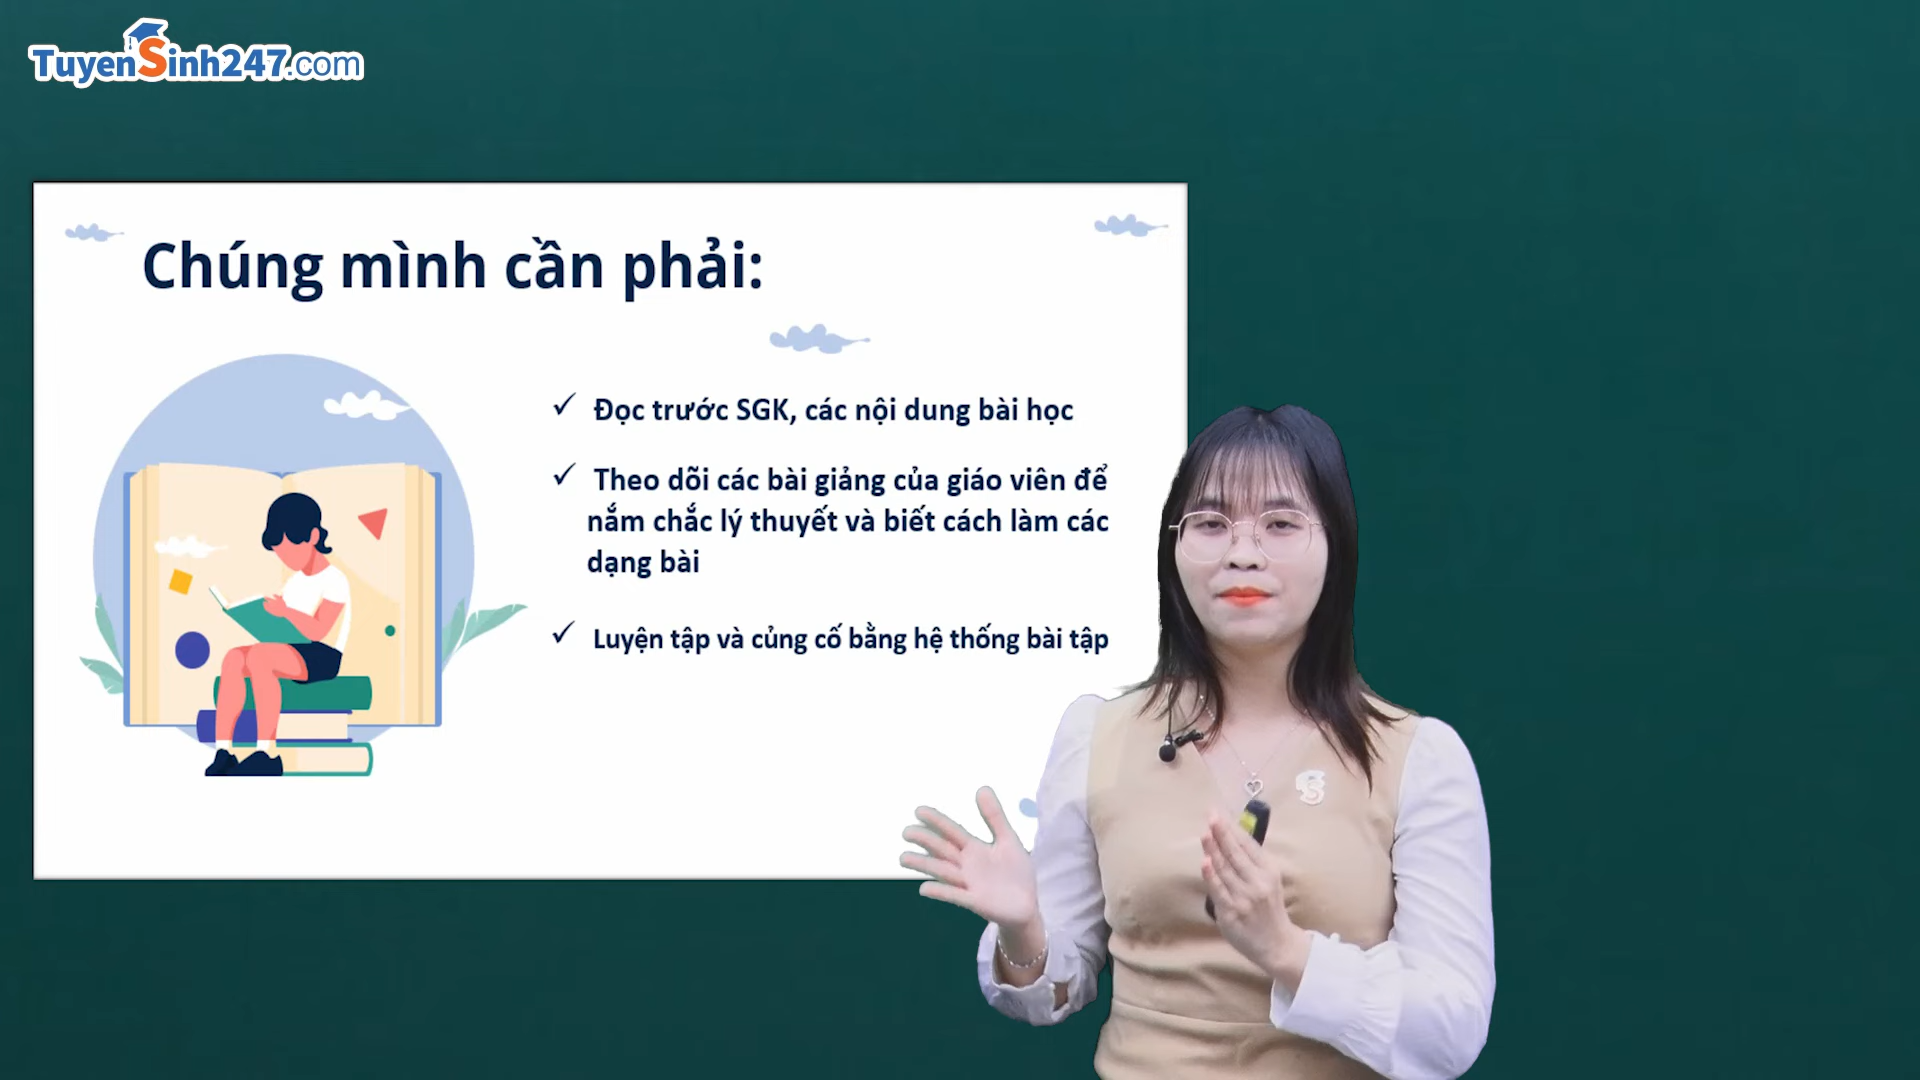 TuyenSinh247.com
Chúng mình cần phải:
✓ Đọc trước SGK, các nội dung bài học
✓ Theo dõi các bài giảng của giáo viên để
nắm chắc lý thuyết và biết cách làm các
dạng bài
✓ Luyện tập và củng cố bằng hệ thống bài tập